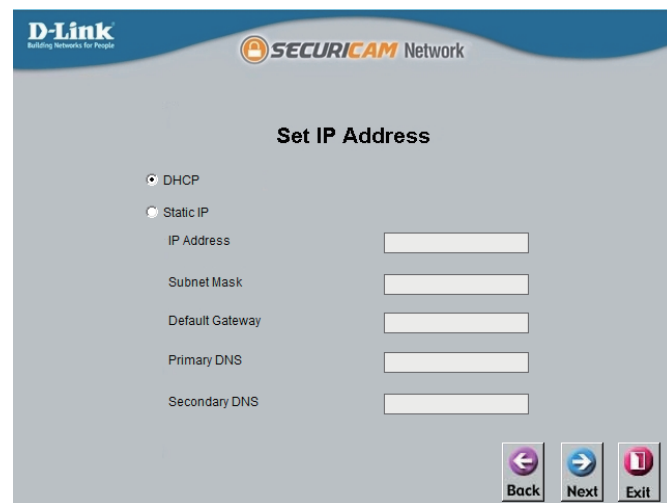 D-Link
Building Networks for People
SECURICAM Network
Set IP Address
DHCP
Static IP
IP Address
Subnet Mask
Default Gateway
Primary DNS
Secondary DNS
Back
Next
Exit